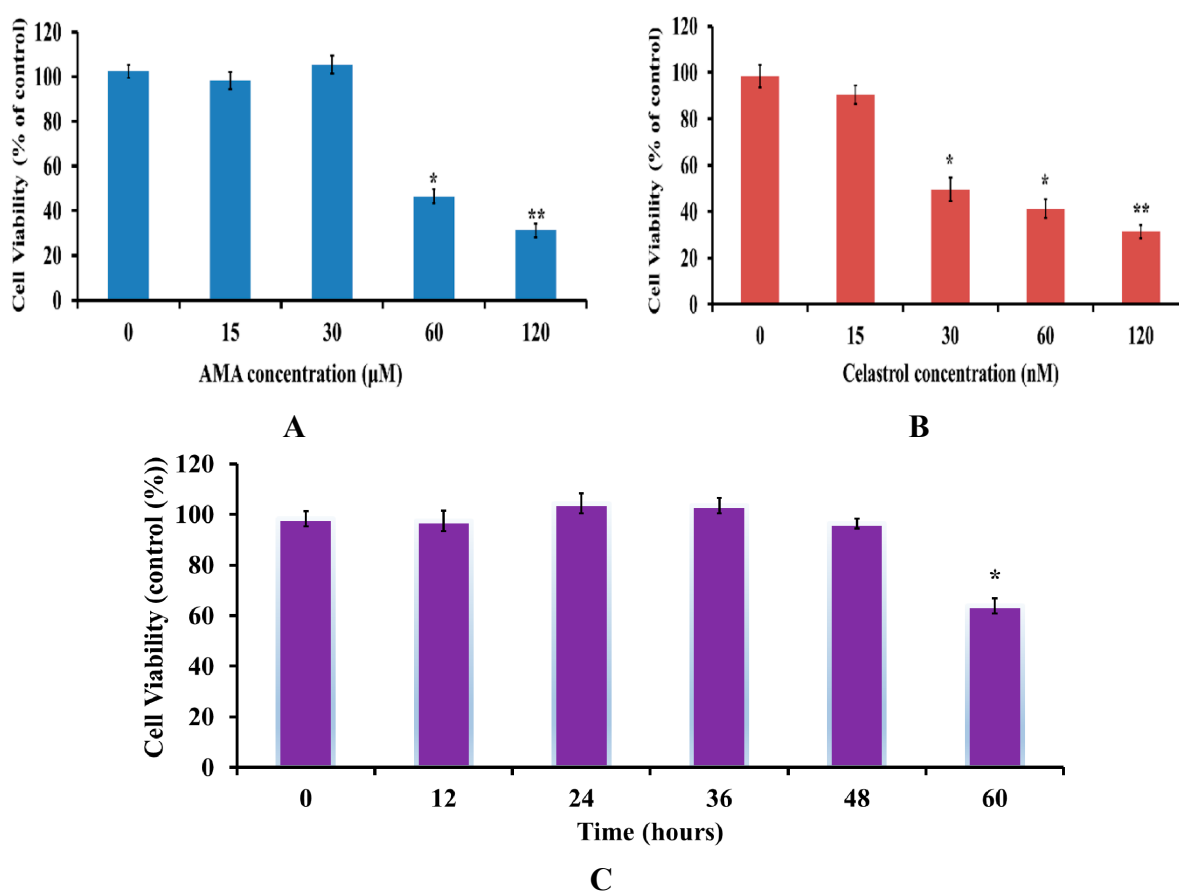 Cell Viability (% of control)
120
100
80
60
40
20
0
*
**
0 15 30 60 120
AMA concentration (µM)
A
Cell Viability (% of control)
120
100
80
60
40
20
0
*
*
**
0 15 30 60 120
Celastrol concentration (nM)
B
Cell Viability (control (%))
120
100
80
60
40
20
0
*
0 12 24 36 48 60
Time (hours)
C